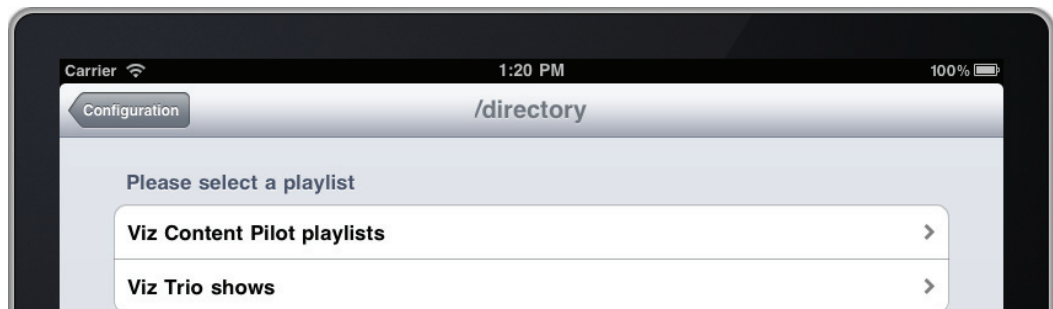 Carrier 1:20 PM 100%
Configuration /directory
Please select a playlist
Viz Content Pilot playlists
Viz Trio shows